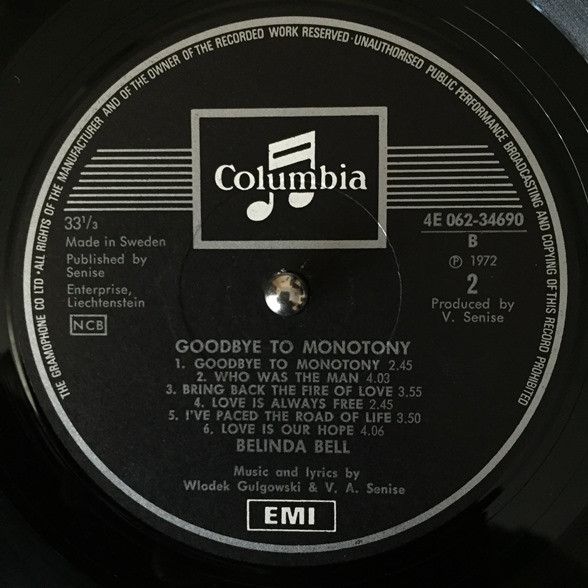 THE GRAMOPHONE CO LTD · ALL RIGHTS OF THE MANUFACTURER AND OF THE OWNER OF THE RECORDED WORK RESERVED · UNAUTHORISED PUBLIC PERFORMANCE BROADCASTING AND COPYING OF THIS RECORD PROHIBITED
Columbia
33¹/₃
Made in Sweden
Published by
Senise
Enterprise,
Liechtenstein
NCB
4E 062-34690
B
Ⓟ 1972
2
Produced by
V. Senise
GOODBYE TO MONOTONY
1. GOODBYE TO MONOTONY 2.45
2. WHO WAS THE MAN 4.03
3. BRING BACK THE FIRE OF LOVE 3.55
4. LOVE IS ALWAYS FREE 2.45
5. I'VE PACED THE ROAD OF LIFE 3.50
6. LOVE IS OUR HOPE 4.06
BELINDA BELL
Music and lyrics by
Wlodek Gulgowski & V. A. Senise
EMI